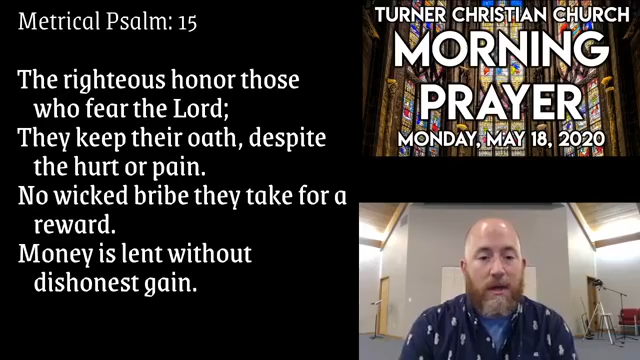 Metrical Psalm: 15
The righteous honor those
who fear the Lord;
They keep their oath, despite
the hurt or pain.
No wicked bribe they take for a
reward.
Money is lent without
dishonest gain.
TURNER CHRISTIAN CHURCH
MORNING
PRAYER
MONDAY, MAY 18, 2020